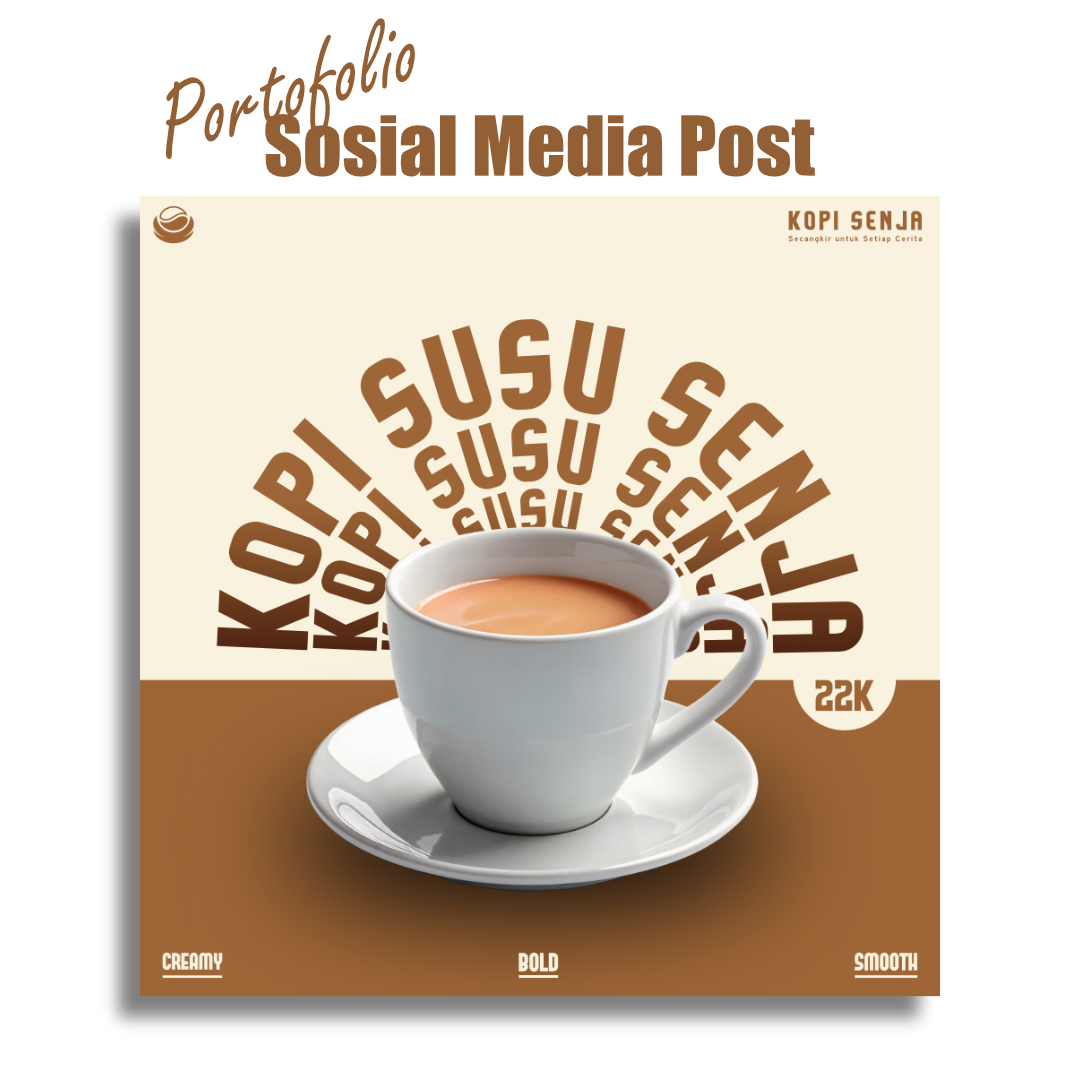 Portofolio
Sosial Media Post
KOPI SENJA
Secangkir untuk Setiap Cerita
KOPI SUSU SENJA
KOPI SUSU SENJA
SUSU
22K
CREAMY
BOLD
SMOOTH